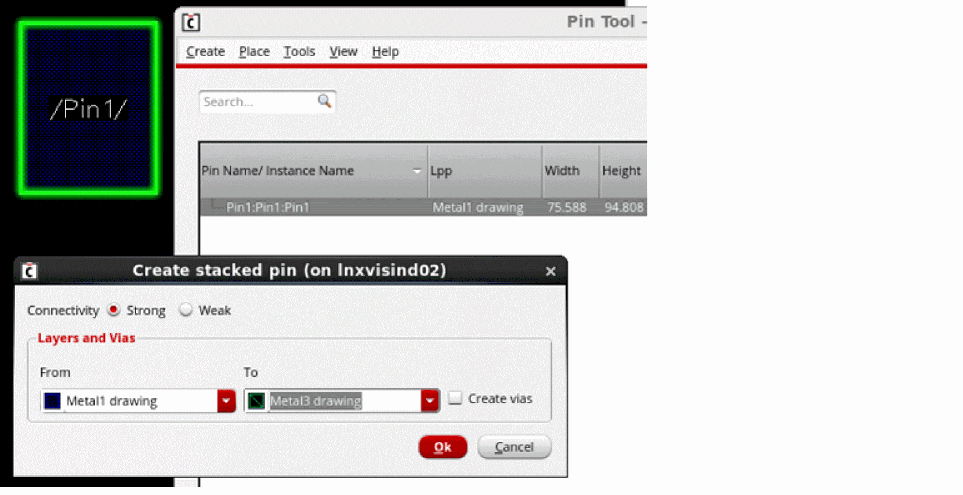 Pin Tool -
Create Place Tools View Help
/Pin1/
Search...
Pin Name/ Instance Name Lpp Width Height
Pin1:Pin1:Pin1 Metal1 drawing 75.588 94.808
Create stacked pin (on lnxvisind02)
Connectivity Strong Weak
Layers and Vias
From To
Metal1 drawing Metal3 drawing Create vias
Ok Cancel